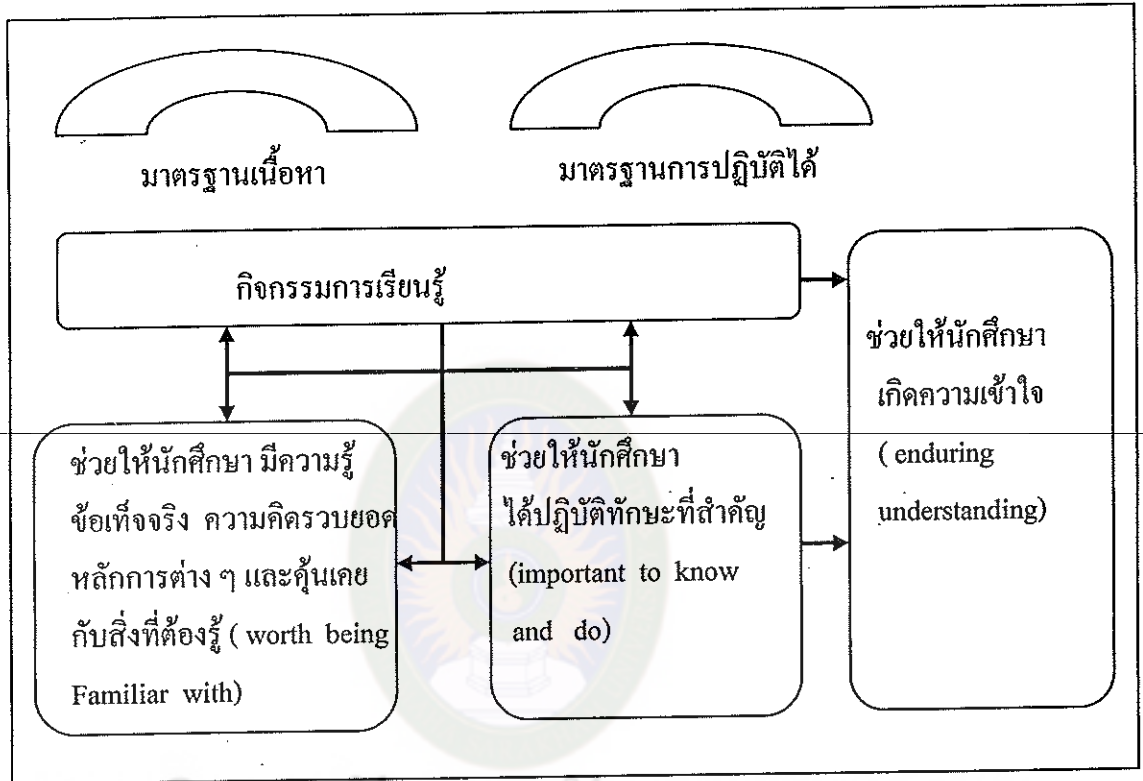 มาตรฐานเนื้อหา
มาตรฐานการปฏิบัติได้
กิจกรรมการเรียนรู้
ช่วยให้นักศึกษา มีความรู้
ข้อเท็จจริง ความคิดรวบยอด
หลักการต่าง ๆ และคุ้นเคย
กับสิ่งที่ต้องรู้ ( worth being
Familiar with)
ช่วยให้นักศึกษา
ได้ปฏิบัติทักษะที่สำคัญ
(important to know
and do)
ช่วยให้นักศึกษา
เกิดความเข้าใจ
( enduring
understanding)